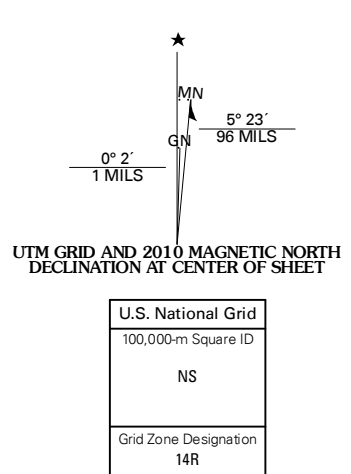 MN
GN
5° 23´
96 MILS
0° 2´
1 MILS
UTM GRID AND 2010 MAGNETIC NORTH
DECLINATION AT CENTER OF SHEET
U.S. National Grid
100,000-m Square ID
NS
Grid Zone Designation
14R